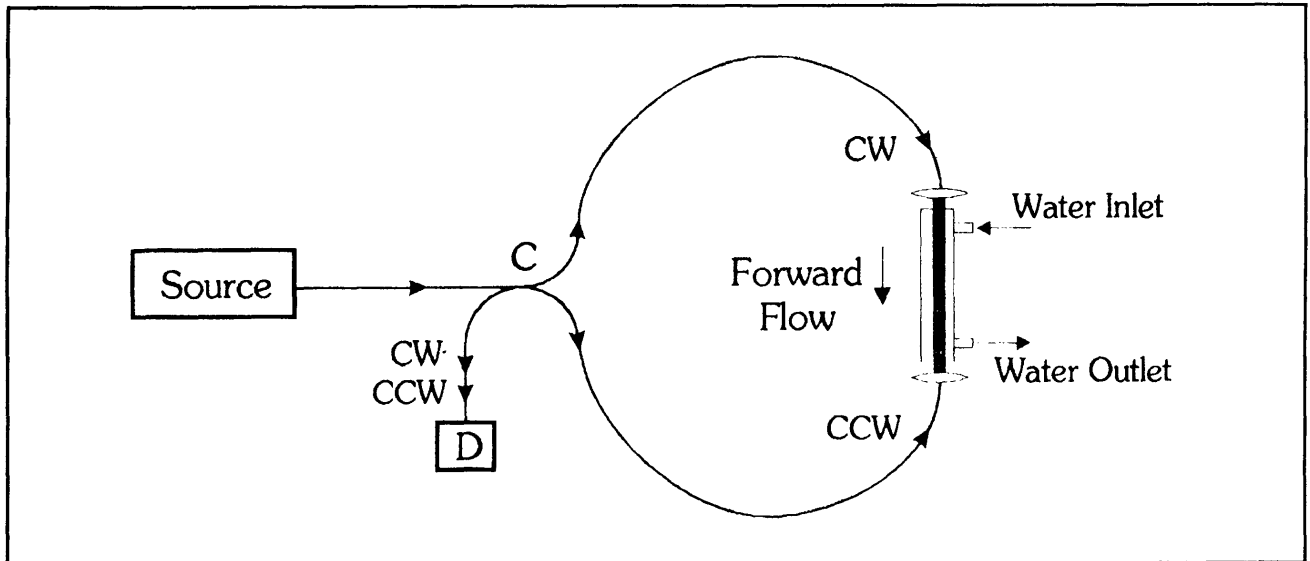 CW
Water Inlet
C
Source
Forward
Flow
CW
CCW
Water Outlet
CCW
D